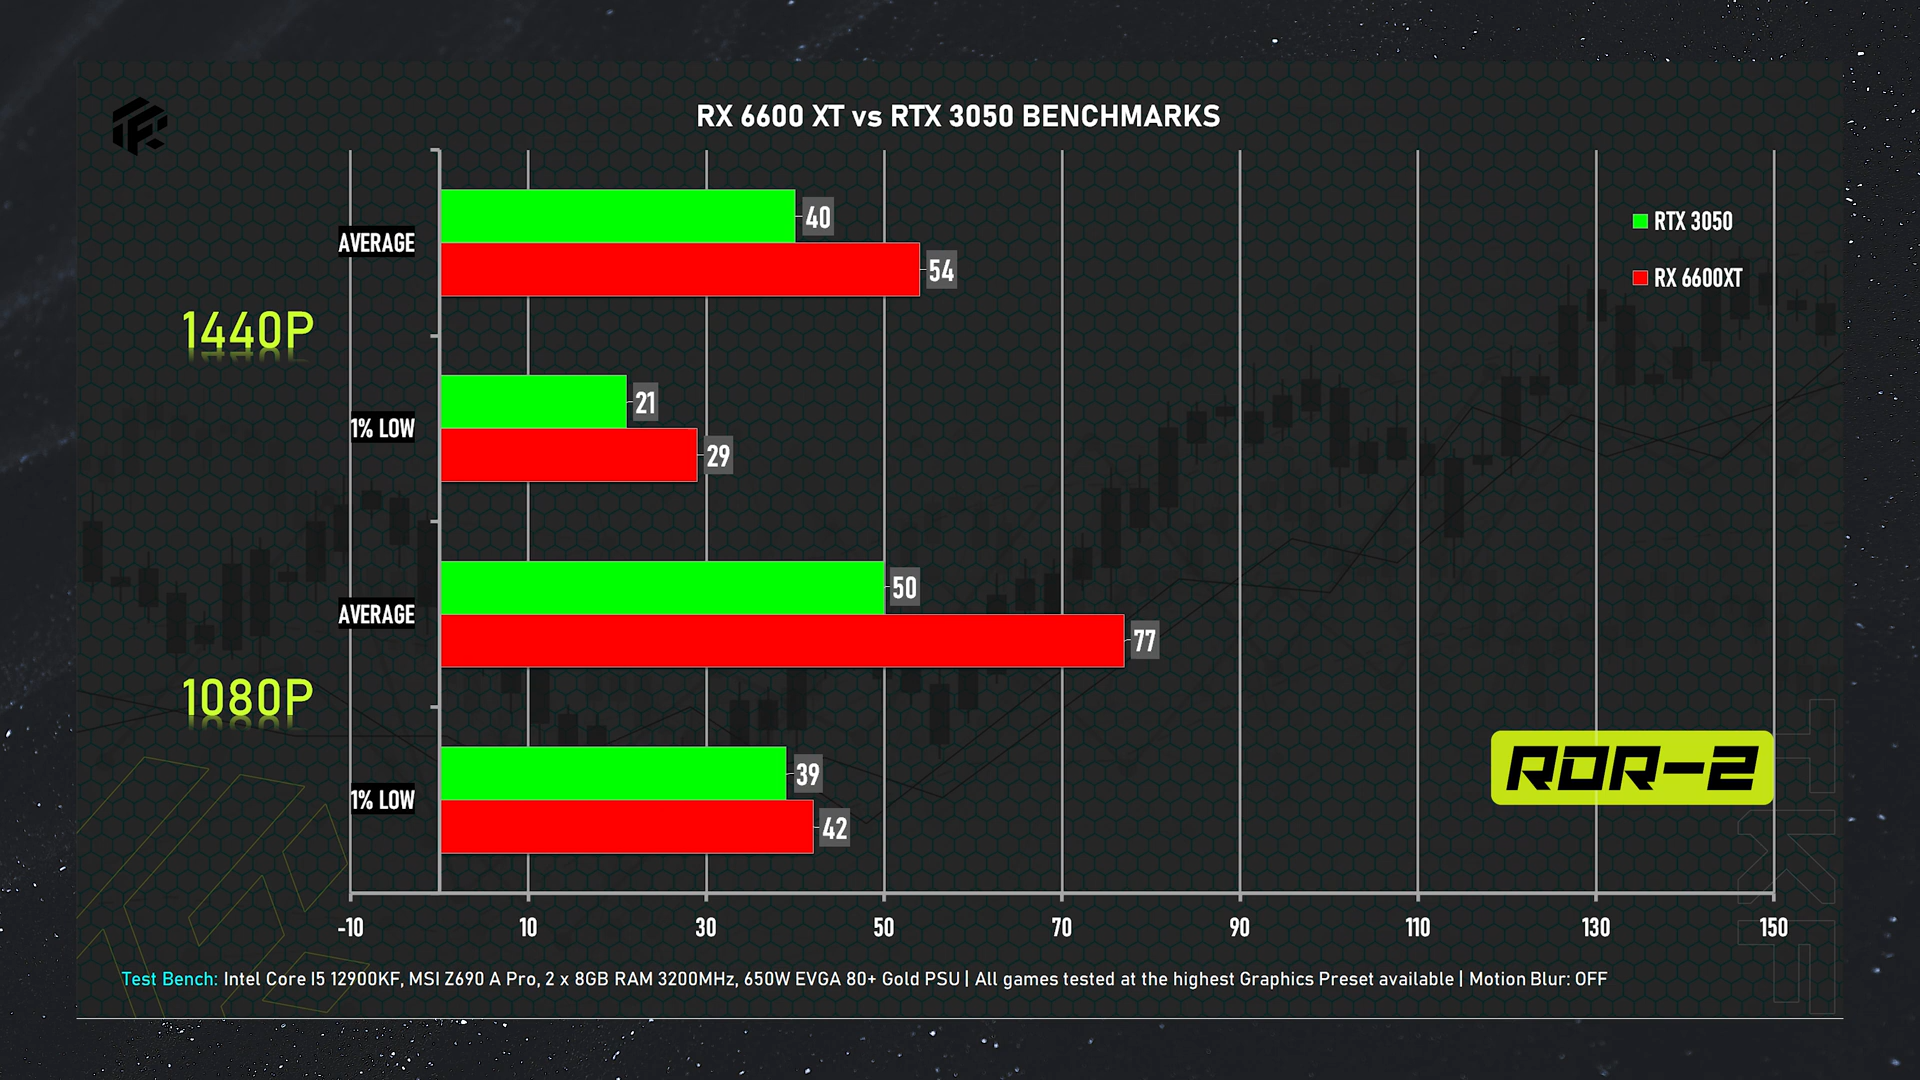 RX 6600 XT vs RTX 3050 BENCHMARKS
RTX 3050
RX 6600XT
AVERAGE
40
54
1440P
1% LOW
21
29
AVERAGE
50
77
1080P
1% LOW
39
42
RDR-2
-10 10 30 50 70 90 110 130 150
Test Bench: Intel Core I5 12900KF, MSI Z690 A Pro, 2 x 8GB RAM 3200MHz, 650W EVGA 80+ Gold PSU | All games tested at the highest Graphics Preset available | Motion Blur: OFF